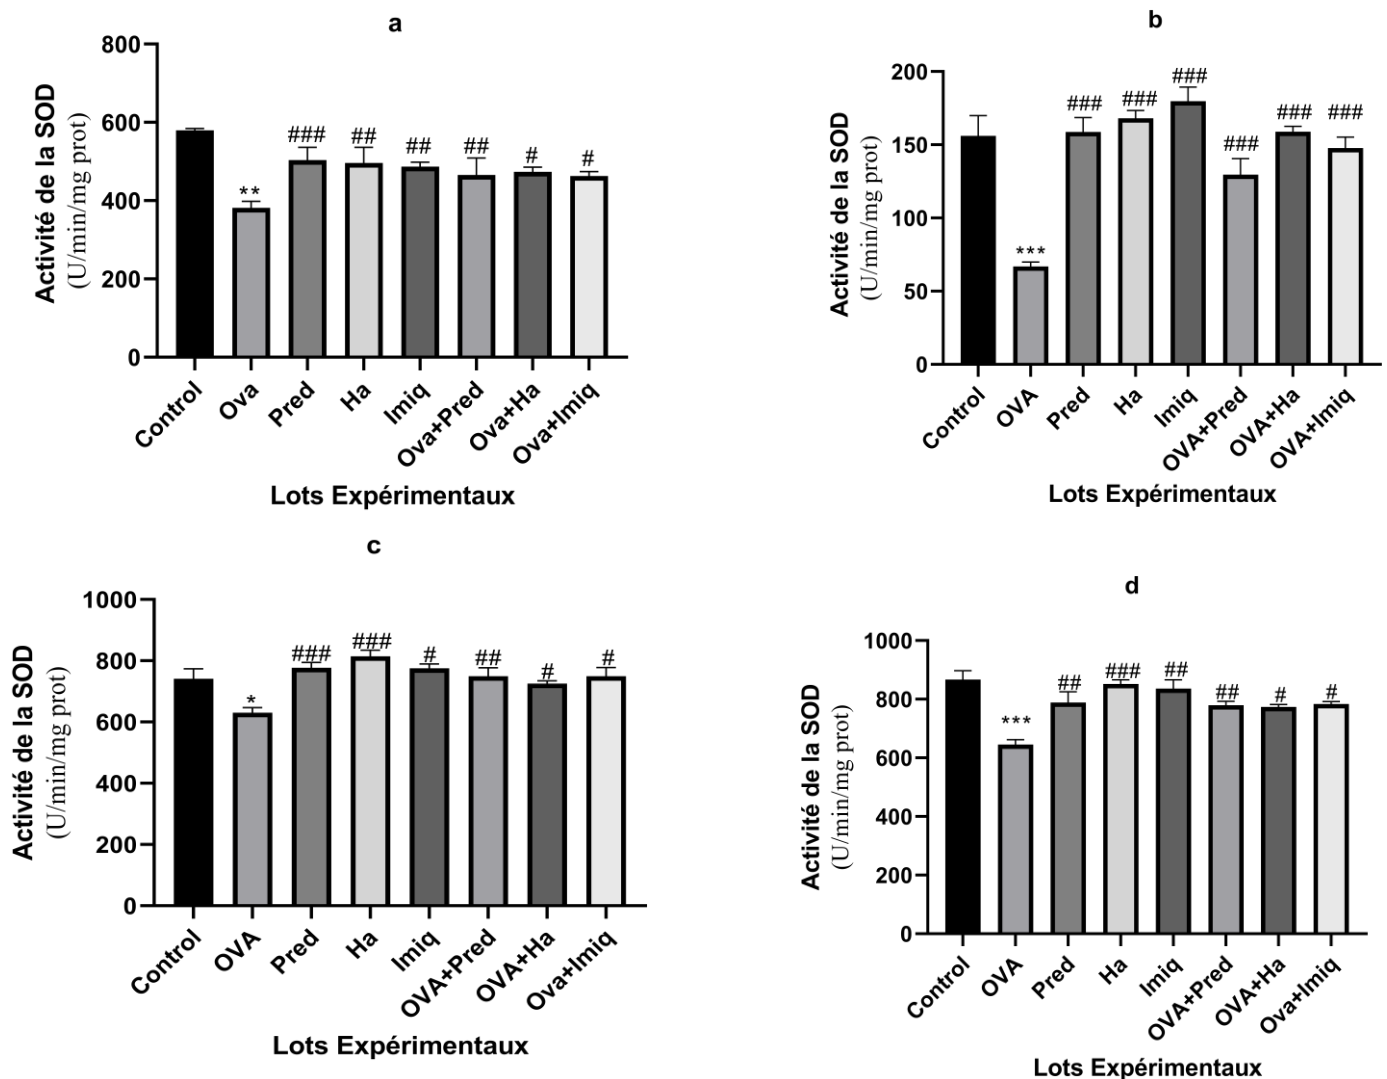 a
Activité de la SOD
(U/min/mg prot)
800
600
400
200
0
**
###
##
##
##
#
#
Control
Ova
Pred
Ha
Imiq
Ova+Pred
Ova+Ha
Ova+Imiq
Lots Expérimentaux
b
Activité de la SOD
(U/min/mg prot)
200
150
100
50
0
***
###
###
###
###
###
###
Control
OVA
Pred
Ha
Imiq
OVA+Pred
OVA+Ha
OVA+Imiq
Lots Expérimentaux
c
Activité de la SOD
(U/min/mg prot)
1000
800
600
400
200
0
*
###
###
#
##
#
#
Control
OVA
Pred
Ha
Imiq
OVA+Pred
OVA+Ha
Ova+Imiq
Lots Expérimentaux
d
Activité de la SOD
(U/min/mg prot)
1000
800
600
400
200
0
***
##
###
##
##
#
#
Control
OVA
Pred
Ha
Imiq
OVA+Pred
OVA+Ha
Ova+Imiq
Lots Expérimentaux